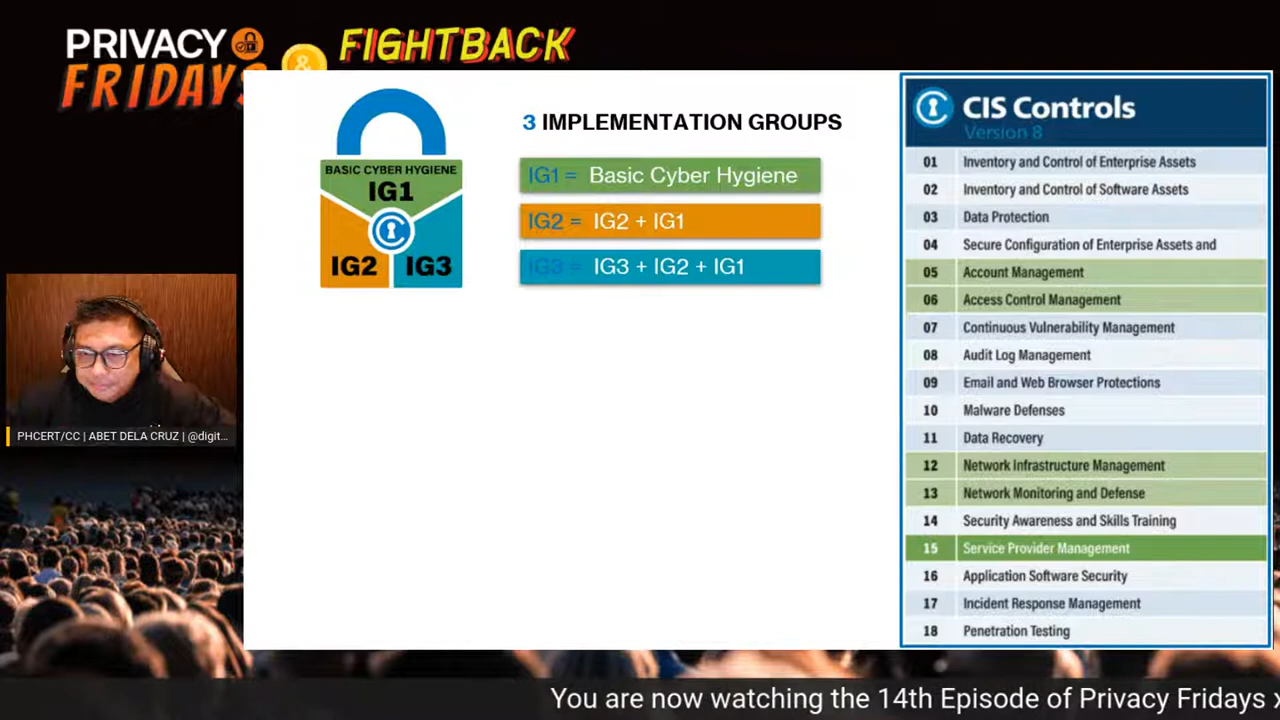 PRIVACY
FRIDAYS
&
FIGHTBACK
BASIC CYBER HYGIENE
IG1
IG2
IG3
3 IMPLEMENTATION GROUPS
IG1 = Basic Cyber Hygiene
IG2 = IG2 + IG1
IG3 = IG3 + IG2 + IG1
CIS Controls
Version 8
01 Inventory and Control of Enterprise Assets
02 Inventory and Control of Software Assets
03 Data Protection
04 Secure Configuration of Enterprise Assets and
05 Account Management
06 Access Control Management
07 Continuous Vulnerability Management
08 Audit Log Management
09 Email and Web Browser Protections
10 Malware Defenses
11 Data Recovery
12 Network Infrastructure Management
13 Network Monitoring and Defense
14 Security Awareness and Skills Training
15 Service Provider Management
16 Application Software Security
17 Incident Response Management
18 Penetration Testing
PHCERT/CC | ABET DELA CRUZ | @digit...
You are now watching the 14th Episode of Privacy Fridays x